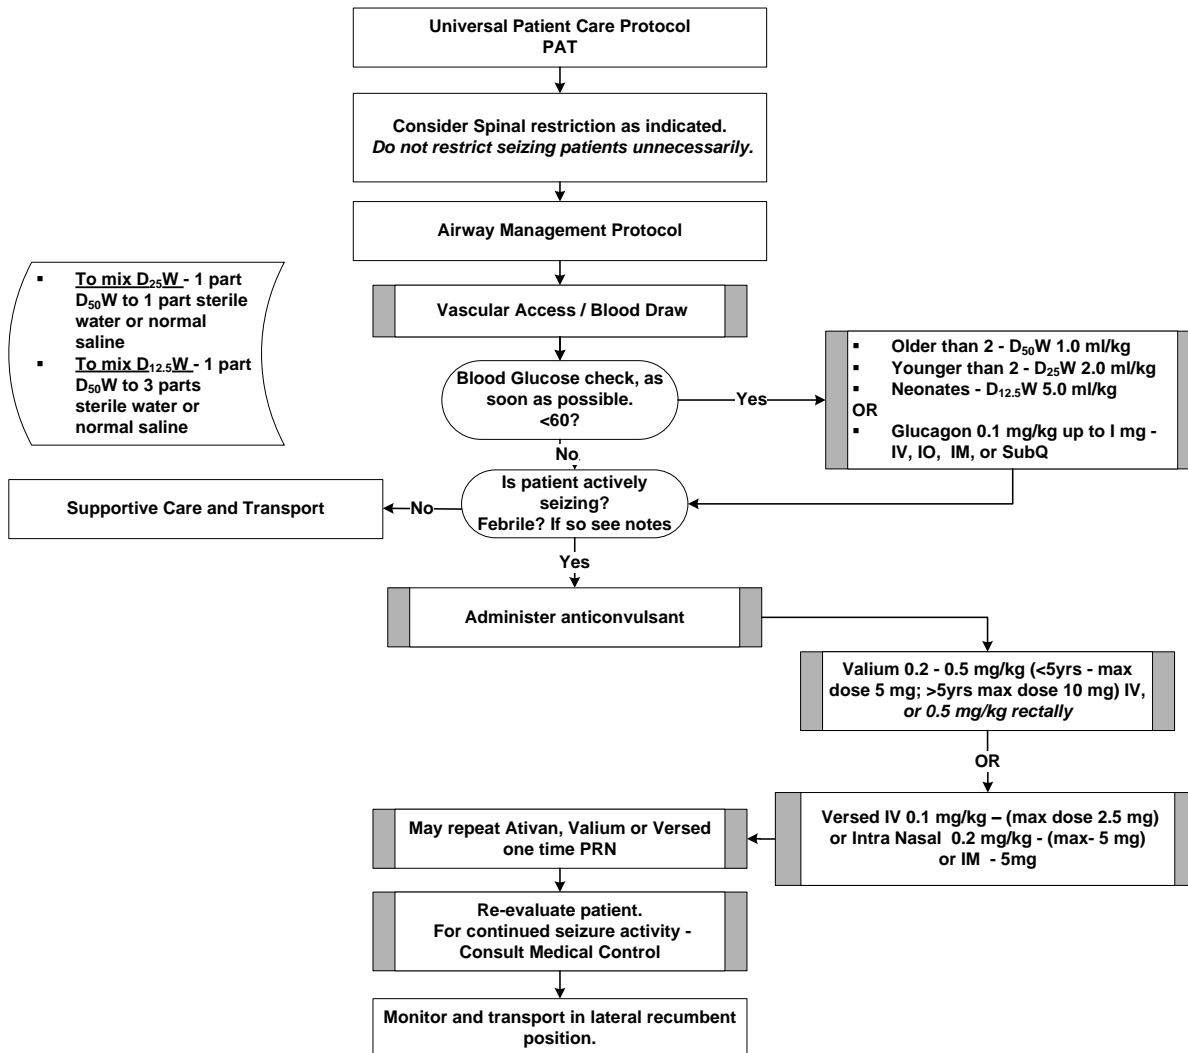 Universal Patient Care Protocol
PAT
Consider Spinal restriction as indicated.
Do not restrict seizing patients unnecessarily.
Airway Management Protocol
▪ To mix D₂₅W - 1 part
D₅₀W to 1 part sterile
water or normal
saline
▪ To mix D₁₂.₅W - 1 part
D₅₀W to 3 parts
sterile water or
normal saline
Vascular Access / Blood Draw
Blood Glucose check, as
soon as possible.
<60?
Yes
▪ Older than 2 - D₅₀W 1.0 ml/kg
▪ Younger than 2 - D₂₅W 2.0 ml/kg
▪ Neonates - D₁₂.₅W 5.0 ml/kg
OR
▪ Glucagon 0.1 mg/kg up to I mg -
IV, IO, IM, or SubQ
No
Is patient actively
seizing?
Febrile? If so see notes
No
Supportive Care and Transport
Yes
Administer anticonvulsant
Valium 0.2 - 0.5 mg/kg (<5yrs - max
dose 5 mg; >5yrs max dose 10 mg) IV,
or 0.5 mg/kg rectally
OR
Versed IV 0.1 mg/kg – (max dose 2.5 mg)
or Intra Nasal 0.2 mg/kg - (max- 5 mg)
or IM - 5mg
May repeat Ativan, Valium or Versed
one time PRN
Re-evaluate patient.
For continued seizure activity -
Consult Medical Control
Monitor and transport in lateral recumbent
position.